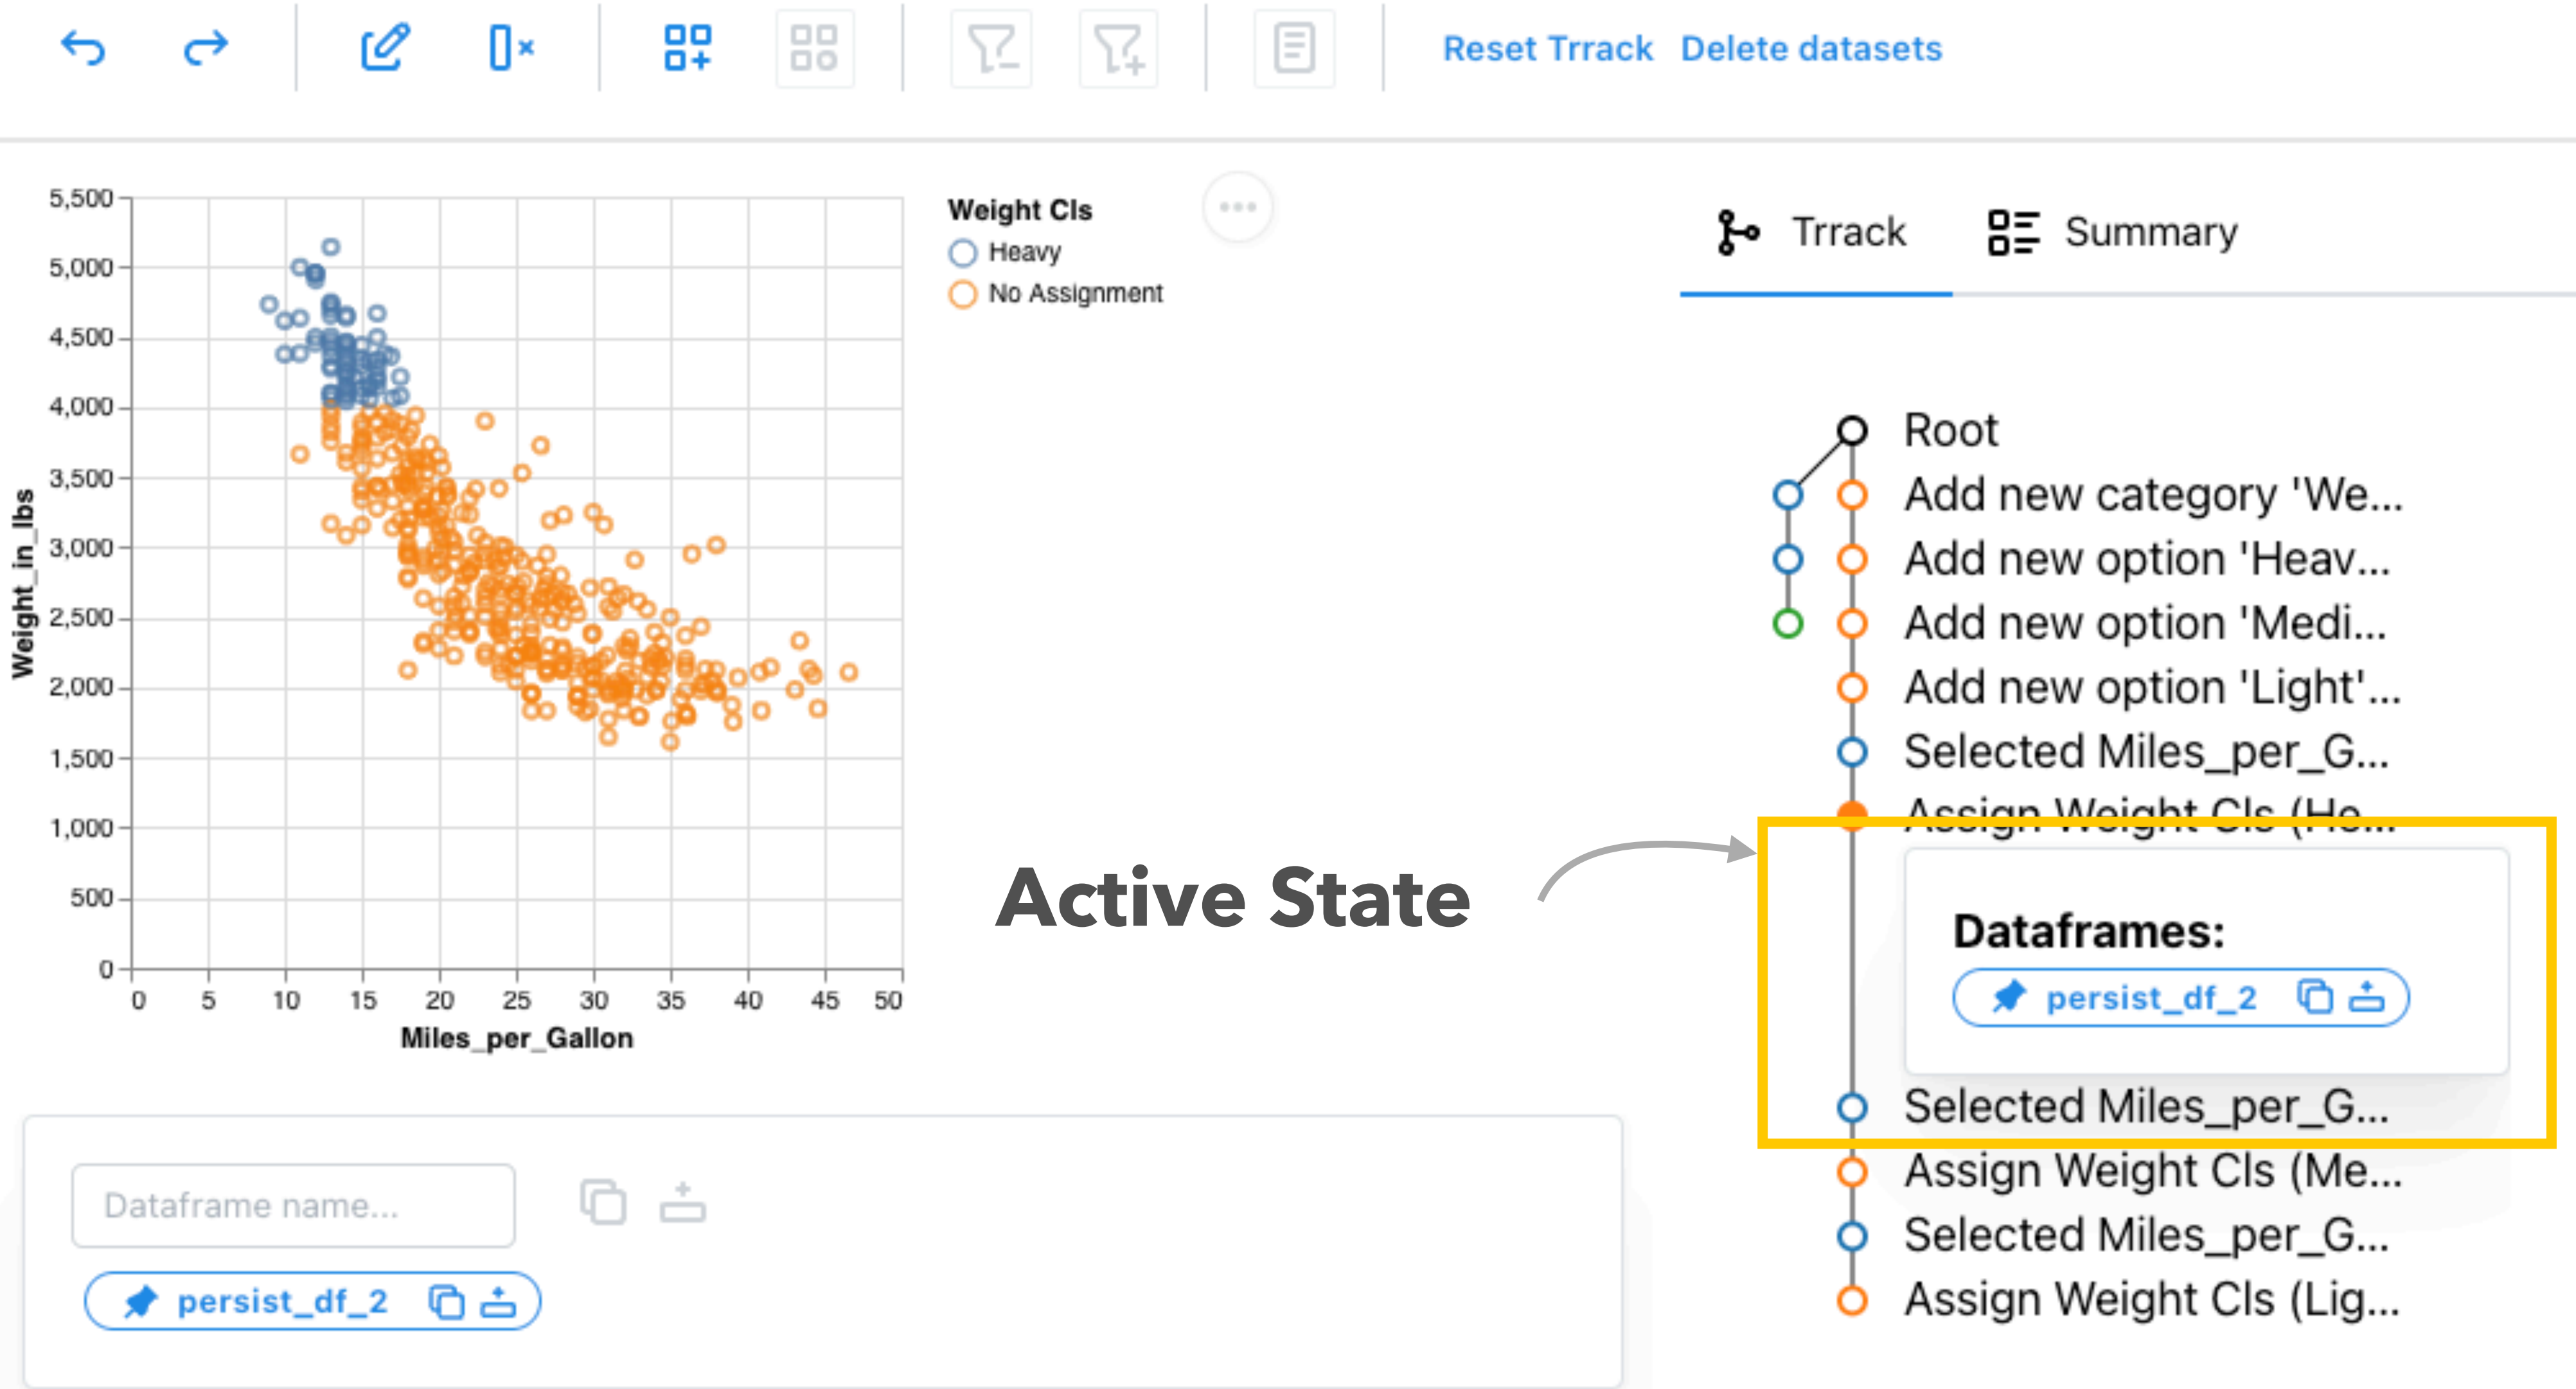 Reset Trrack Delete datasets
5,500
5,000
4,500
4,000
3,500
3,000
2,500
2,000
1,500
1,000
500
0
Weight_in_lbs
0 5 10 15 20 25 30 35 40 45 50
Miles_per_Gallon
Weight Cls
Heavy
No Assignment
Active State
Dataframe name...
persist_df_2
Trrack Summary
Root
Add new category 'We...
Add new option 'Heav...
Add new option 'Medi...
Add new option 'Light'...
Selected Miles_per_G...
Assign Weight Cls (He...
Dataframes:
persist_df_2
Selected Miles_per_G...
Assign Weight Cls (Me...
Selected Miles_per_G...
Assign Weight Cls (Lig...